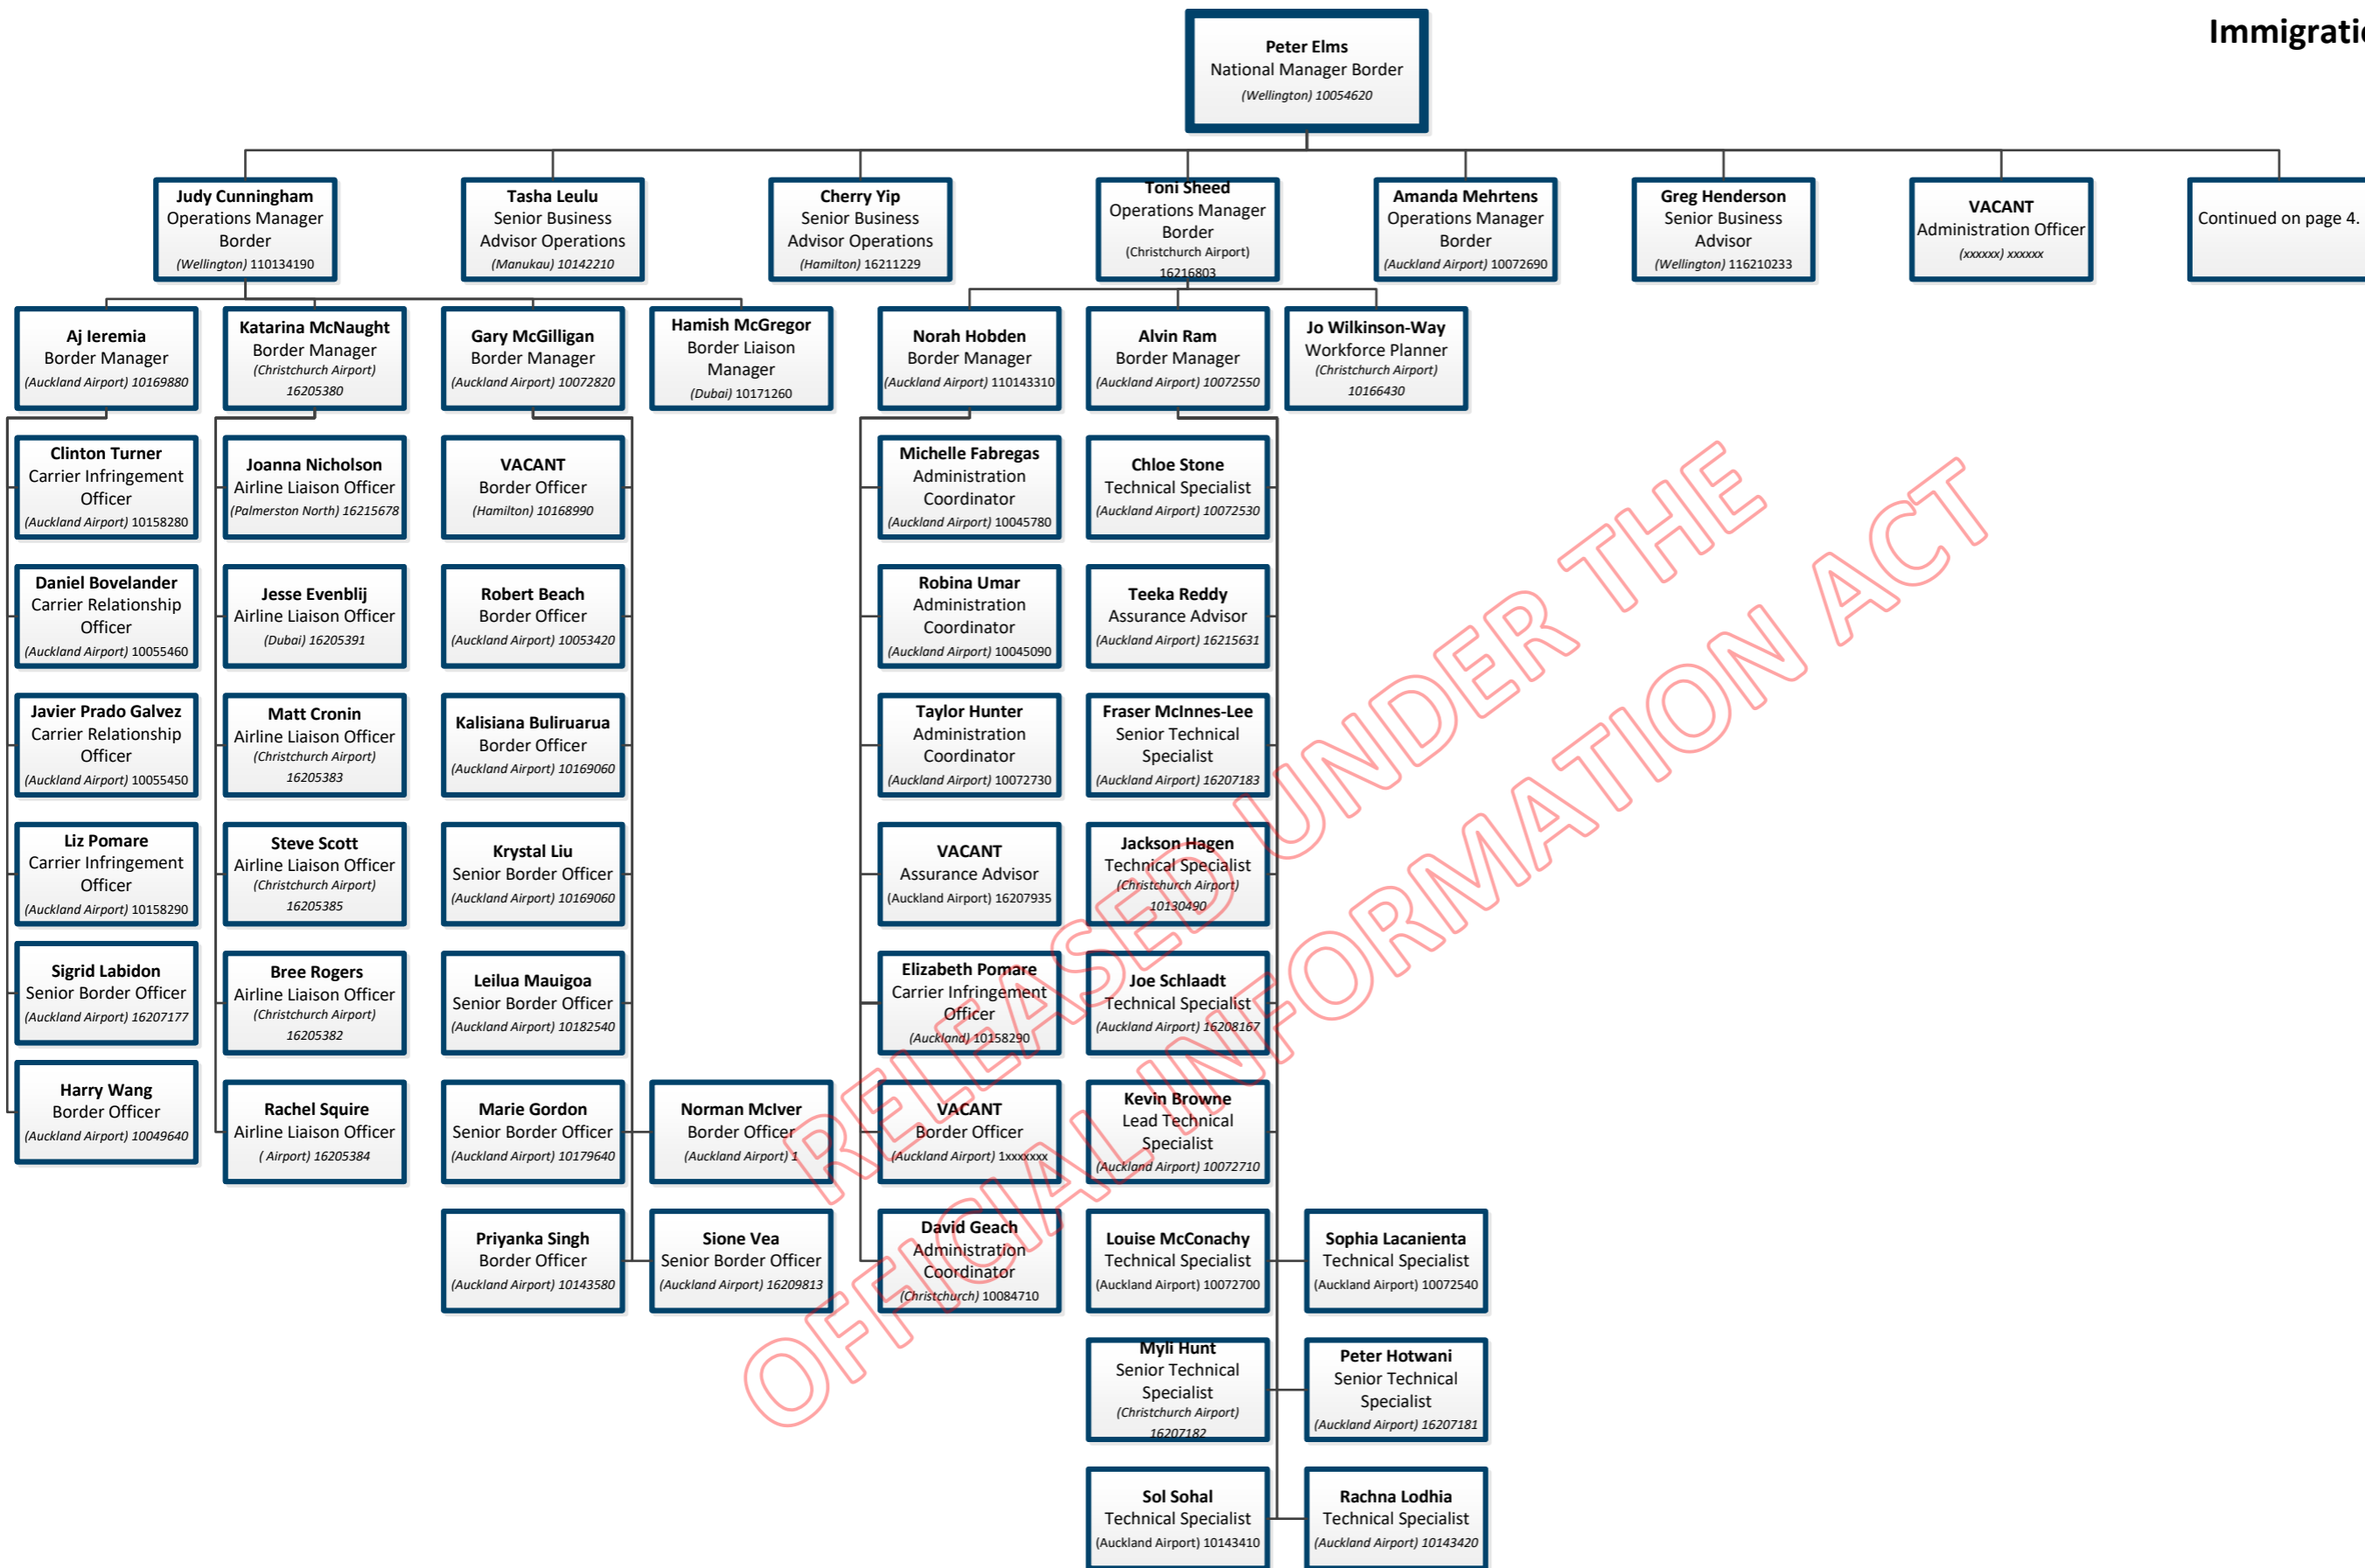 Immigratio
Peter Elms
National Manager Border
(Wellington) 10054620
Judy Cunningham
Operations Manager
Border
(Wellington) 110134190
Tasha Leulu
Senior Business
Advisor Operations
(Manukau) 10142210
Cherry Yip
Senior Business
Advisor Operations
(Hamilton) 16211229
Toni Sheed
Operations Manager
Border
(Christchurch Airport)
16216803
Amanda Mehrtens
Operations Manager
Border
(Auckland Airport) 10072690
Greg Henderson
Senior Business
Advisor
(Wellington) 116210233
VACANT
Administration Officer
(xxxxxx) xxxxxx
Continued on page 4.
Aj Ieremia
Border Manager
(Auckland Airport) 10169880
Katarina McNaught
Border Manager
(Christchurch Airport)
16205380
Gary McGilligan
Border Manager
(Auckland Airport) 10072820
Hamish McGregor
Border Liaison
Manager
(Dubai) 10171260
Norah Hobden
Border Manager
(Auckland Airport) 110143310
Alvin Ram
Border Manager
(Auckland Airport) 10072550
Jo Wilkinson-Way
Workforce Planner
(Christchurch Airport)
10166430
Clinton Turner
Carrier Infringement
Officer
(Auckland Airport) 10158280
Joanna Nicholson
Airline Liaison Officer
(Palmerston North) 16215678
VACANT
Border Officer
(Hamilton) 10168990
Michelle Fabregas
Administration
Coordinator
(Auckland Airport) 10045780
Chloe Stone
Technical Specialist
(Auckland Airport) 10072530
Daniel Bovelander
Carrier Relationship
Officer
(Auckland Airport) 10055460
Jesse Evenblij
Airline Liaison Officer
(Dubai) 16205391
Robert Beach
Border Officer
(Auckland Airport) 10053420
Robina Umar
Administration
Coordinator
(Auckland Airport) 10045090
Teeka Reddy
Assurance Advisor
(Auckland Airport) 16215631
Javier Prado Galvez
Carrier Relationship
Officer
(Auckland Airport) 10055450
Matt Cronin
Airline Liaison Officer
(Christchurch Airport)
16205383
Kalisiana Buliruarua
Border Officer
(Auckland Airport) 10169060
Taylor Hunter
Administration
Coordinator
(Auckland Airport) 10072730
Fraser McInnes-Lee
Senior Technical
Specialist
(Auckland Airport) 16207183
Liz Pomare
Carrier Infringement
Officer
(Auckland Airport) 10158290
Steve Scott
Airline Liaison Officer
(Christchurch Airport)
16205385
Krystal Liu
Senior Border Officer
(Auckland Airport) 10169060
VACANT
Assurance Advisor
(Auckland Airport) 16207935
Jackson Hagen
Technical Specialist
(Christchurch Airport)
10130490
Sigrid Labidon
Senior Border Officer
(Auckland Airport) 16207177
Bree Rogers
Airline Liaison Officer
(Christchurch Airport)
16205382
Leilua Mauigoa
Senior Border Officer
(Auckland Airport) 10182540
Elizabeth Pomare
Carrier Infringement
Officer
(Auckland) 10158290
Joe Schlaadt
Technical Specialist
(Auckland Airport) 16208167
Harry Wang
Border Officer
(Auckland Airport) 10049640
Rachel Squire
Airline Liaison Officer
( Airport) 16205384
Marie Gordon
Senior Border Officer
(Auckland Airport) 10179640
Norman McIver
Border Officer
(Auckland Airport) 1
VACANT
Border Officer
(Auckland Airport) 1xxxxxxx
Kevin Browne
Lead Technical
Specialist
(Auckland Airport) 10072710
Priyanka Singh
Border Officer
(Auckland Airport) 10143580
Sione Vea
Senior Border Officer
(Auckland Airport) 16209813
David Geach
Administration
Coordinator
(Christchurch) 10084710
Louise McConachy
Technical Specialist
(Auckland Airport) 10072700
Sophia Lacanienta
Technical Specialist
(Auckland Airport) 10072540
Myli Hunt
Senior Technical
Specialist
(Christchurch Airport)
16207182
Peter Hotwani
Senior Technical
Specialist
(Auckland Airport) 16207181
Sol Sohal
Technical Specialist
(Auckland Airport) 10143410
Rachna Lodhia
Technical Specialist
(Auckland Airport) 10143420
RELEASED UNDER THE
OFFICIAL INFORMATION ACT